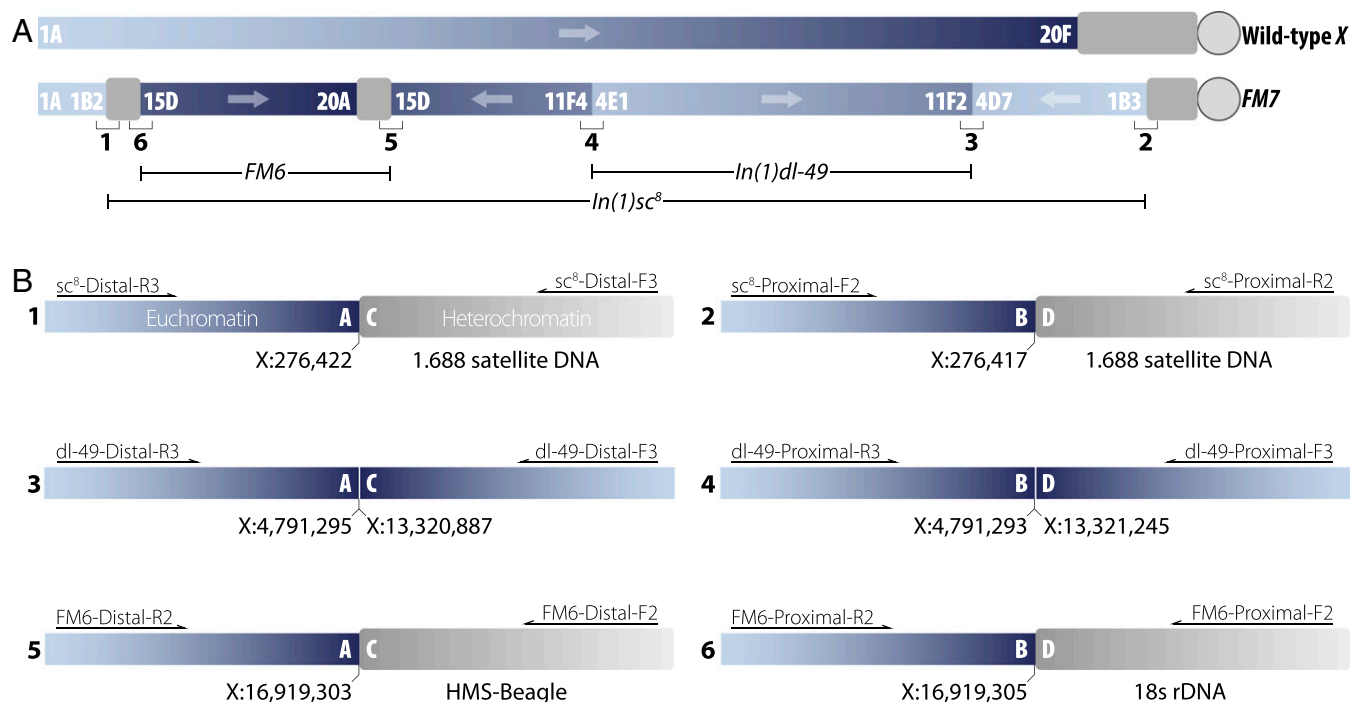 A
1A 20F Wild-type X
1A 1B2 15D 20A 15D 11F4 4E1 11F2 4D7 1B3 FM7
1 6 5 4 3 2
FM6 In(1)dl-49
In(1)sc⁸
B
sc⁸-Distal-R3 sc⁸-Distal-F3 sc⁸-Proximal-F2 sc⁸-Proximal-R2
1 Euchromatin A C Heterochromatin 2 B D
X:276,422 1.688 satellite DNA X:276,417 1.688 satellite DNA
dl-49-Distal-R3 dl-49-Distal-F3 dl-49-Proximal-R3 dl-49-Proximal-F3
3 A C 4 B D
X:4,791,295 X:13,320,887 X:4,791,293 X:13,321,245
FM6-Distal-R2 FM6-Distal-F2 FM6-Proximal-R2 FM6-Proximal-F2
5 A C 6 B D
X:16,919,303 HMS-Beagle X:16,919,305 18s rDNA